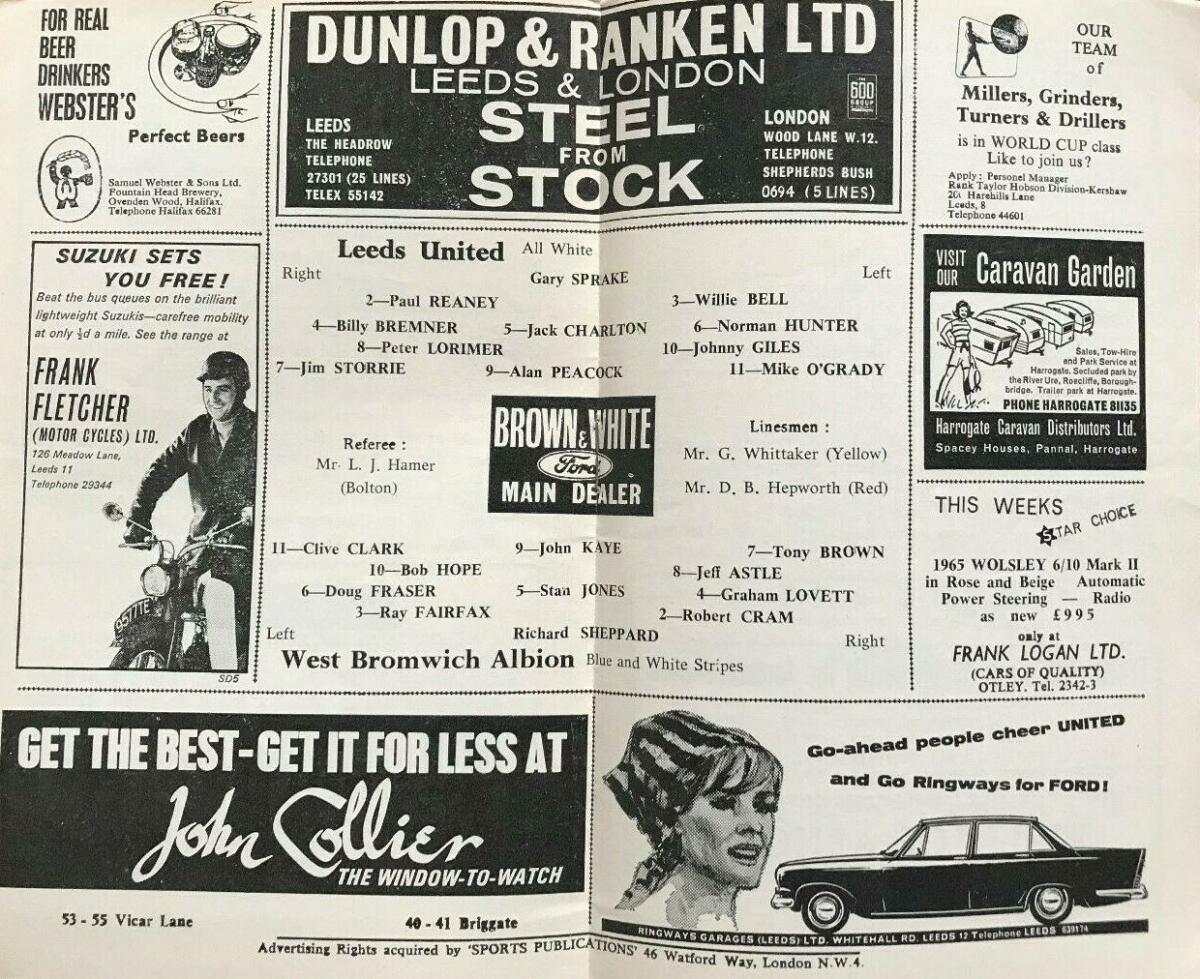 FOR REAL
BEER
DRINKERS
WEBSTER'S
Perfect Beers
Samuel Webster & Sons Ltd.
Fountain Head Brewery,
Ovenden Wood, Halifax.
Telephone Halifax 66281
DUNLOP & RANKEN LTD
LEEDS & LONDON
STEEL
FROM
STOCK
LEEDS
THE HEADROW
TELEPHONE
27301 (25 LINES)
TELEX 55142
THE
600
GROUP
LONDON
WOOD LANE W.12.
TELEPHONE
SHEPHERDS BUSH
0694 (5 LINES)
OUR
TEAM
of
Millers, Grinders,
Turners & Drillers
is in WORLD CUP class
Like to join us?
Apply: Personel Manager
Rank Taylor Hobson Division-Kershaw
Harehills Lane
Leeds, 8
Telephone 44601
SUZUKI SETS
YOU FREE!
Beat the bus queues on the brilliant
lightweight Suzukis—carefree mobility
at only ½d a mile. See the range at
FRANK
FLETCHER
(MOTOR CYCLES) LTD.
126 Meadow Lane,
Leeds 11
Telephone 29344
957TTE
SD5
Leeds United All White
Right Gary SPRAKE Left
2—Paul REANEY 3—Willie BELL
4—Billy BREMNER 5—Jack CHARLTON 6—Norman HUNTER
8—Peter LORIMER 10—Johnny GILES
7—Jim STORRIE 9—Alan PEACOCK 11—Mike O'GRADY
Referee :
Mr. L. J. Hamer
(Bolton)
BROWN & WHITE
Ford
MAIN DEALER
Linesmen :
Mr. G. Whittaker (Yellow)
Mr. D. B. Hepworth (Red)
11—Clive CLARK 9—John KAYE 7—Tony BROWN
10—Bob HOPE 8—Jeff ASTLE
6—Doug FRASER 5—Stan JONES 4—Graham LOVETT
3—Ray FAIRFAX 2—Robert CRAM
Left Richard SHEPPARD Right
West Bromwich Albion Blue and White Stripes
VISIT
OUR
Caravan Garden
Sales, Tow-Hire
and Park Service at
Harrogate. Secluded park by
the River Ure, Roecliffe, Borough-
bridge. Trailer park at Harrogate.
PHONE HARROGATE 81135
Harrogate Caravan Distributors Ltd.
Spacey Houses, Pannal, Harrogate
THIS WEEKS
STAR CHOICE
1965 WOLSLEY 6/10 Mark II
in Rose and Beige Automatic
Power Steering — Radio
as new £995
only at
FRANK LOGAN LTD.
(CARS OF QUALITY)
OTLEY. Tel. 2342-3
GET THE BEST-GET IT FOR LESS AT
John Collier
THE WINDOW-TO-WATCH
53 - 55 Vicar Lane 40 - 41 Briggate
Go-ahead people cheer UNITED
and Go Ringways for FORD!
RINGWAYS GARAGES (LEEDS) LTD. WHITEHALL RD. LEEDS 12 Telephone LEEDS 639174
Advertising Rights acquired by 'SPORTS PUBLICATIONS' 46 Watford Way, London N.W.4.